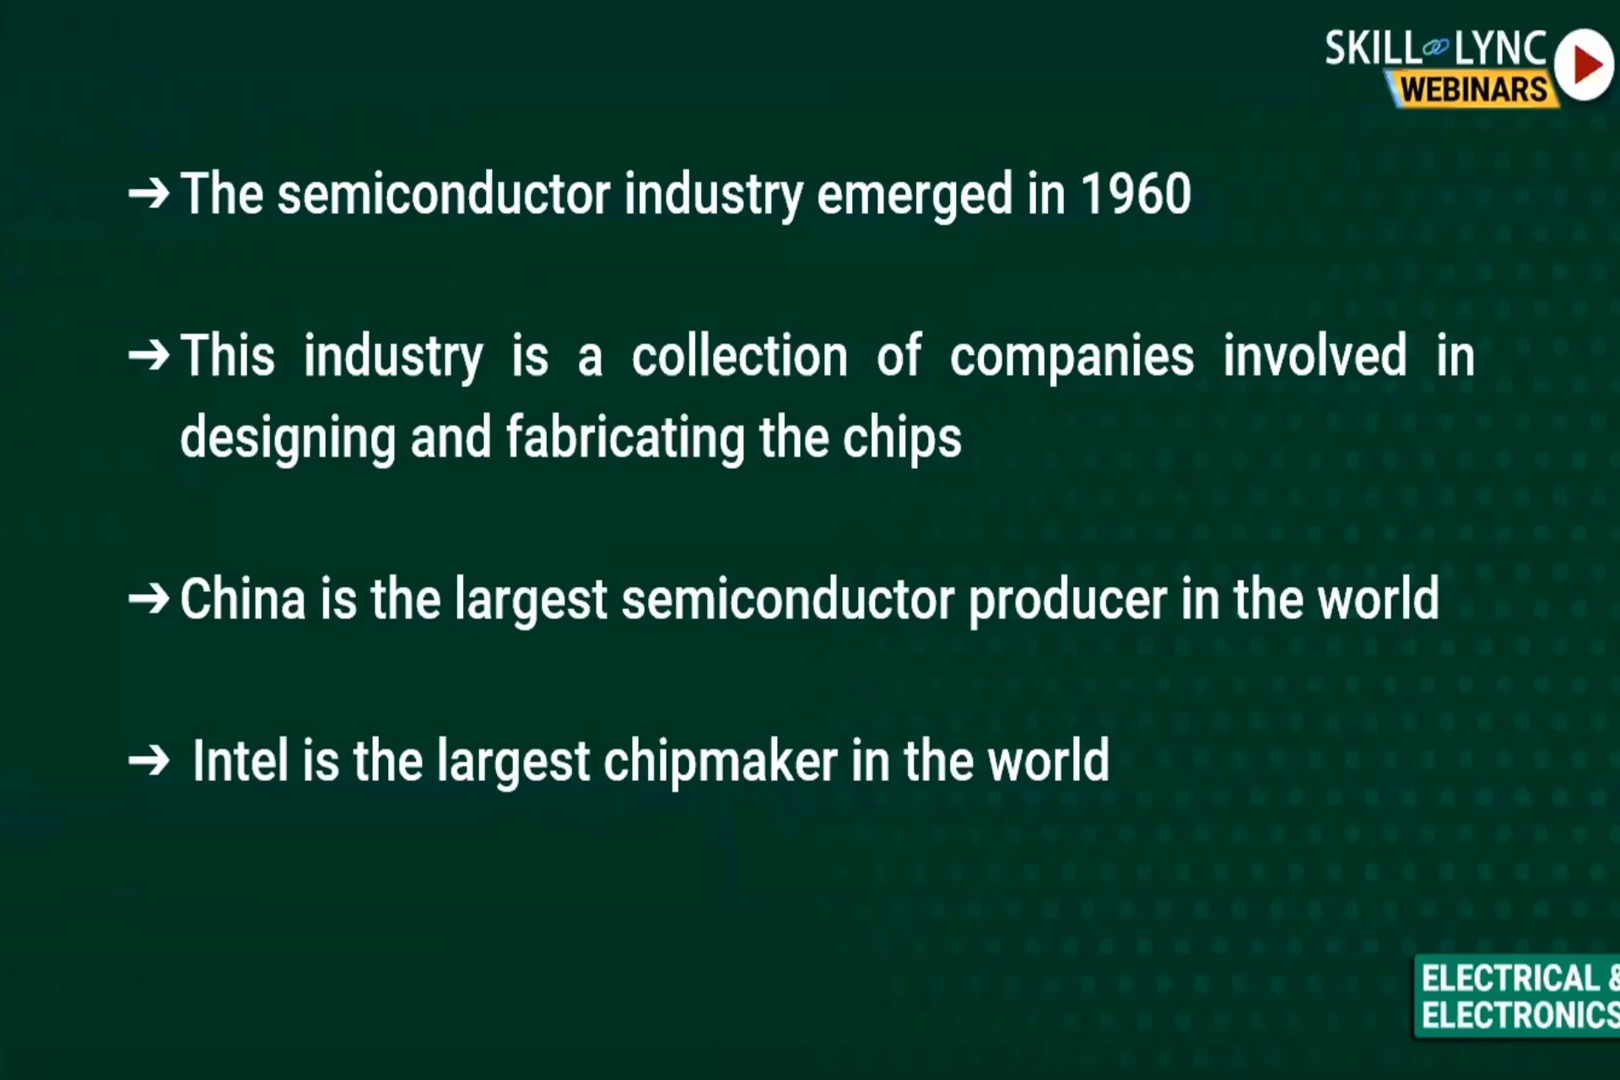 SKILL LYNC
WEBINARS
➔ The semiconductor industry emerged in 1960
➔ This industry is a collection of companies involved in
designing and fabricating the chips
➔ China is the largest semiconductor producer in the world
➔ Intel is the largest chipmaker in the world
ELECTRICAL &
ELECTRONICS